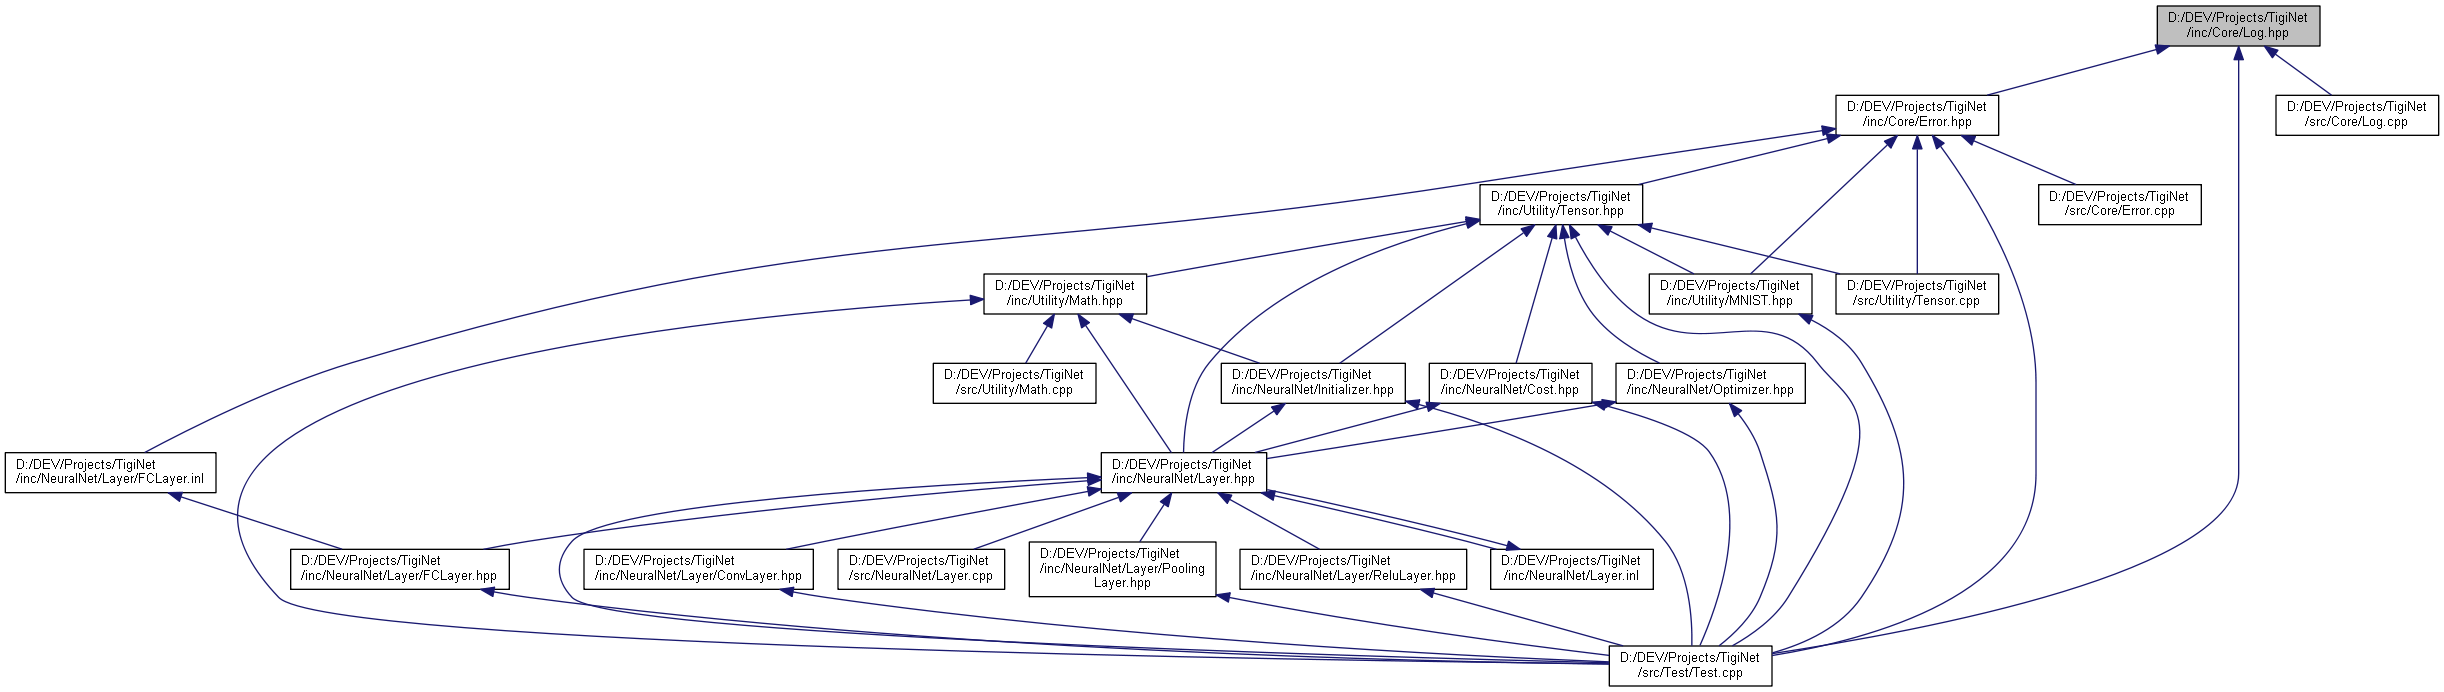 D:/DEV/Projects/TigiNet
/inc/Core/Log.hpp
D:/DEV/Projects/TigiNet
/inc/Core/Error.hpp
D:/DEV/Projects/TigiNet
/src/Core/Log.cpp
D:/DEV/Projects/TigiNet
/inc/Utility/Tensor.hpp
D:/DEV/Projects/TigiNet
/src/Core/Error.cpp
D:/DEV/Projects/TigiNet
/inc/Utility/Math.hpp
D:/DEV/Projects/TigiNet
/inc/Utility/MNIST.hpp
D:/DEV/Projects/TigiNet
/src/Utility/Tensor.cpp
D:/DEV/Projects/TigiNet
/src/Utility/Math.cpp
D:/DEV/Projects/TigiNet
/inc/NeuralNet/Initializer.hpp
D:/DEV/Projects/TigiNet
/inc/NeuralNet/Cost.hpp
D:/DEV/Projects/TigiNet
/inc/NeuralNet/Optimizer.hpp
D:/DEV/Projects/TigiNet
/inc/NeuralNet/Layer/FCLayer.inl
D:/DEV/Projects/TigiNet
/inc/NeuralNet/Layer.hpp
D:/DEV/Projects/TigiNet
/inc/NeuralNet/Layer/FCLayer.hpp
D:/DEV/Projects/TigiNet
/inc/NeuralNet/Layer/ConvLayer.hpp
D:/DEV/Projects/TigiNet
/src/NeuralNet/Layer.cpp
D:/DEV/Projects/TigiNet
/inc/NeuralNet/Layer/Pooling
Layer.hpp
D:/DEV/Projects/TigiNet
/inc/NeuralNet/Layer/ReluLayer.hpp
D:/DEV/Projects/TigiNet
/inc/NeuralNet/Layer.inl
D:/DEV/Projects/TigiNet
/src/Test/Test.cpp